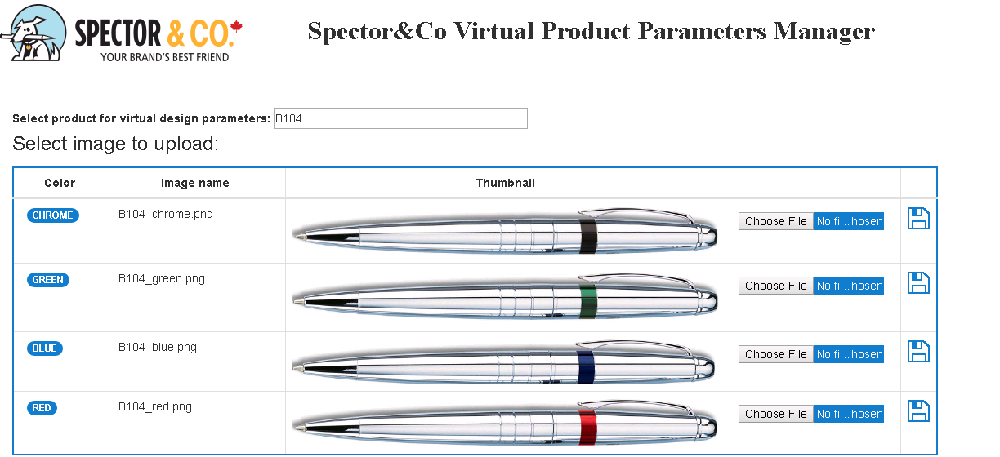 SPECTOR & CO.
YOUR BRAND'S BEST FRIEND
Spector&Co Virtual Product Parameters Manager
Select product for virtual design parameters: B104
Select image to upload:
Color Image name Thumbnail
CHROME B104_chrome.png Choose File No fi...hosen
GREEN B104_green.png Choose File No fi...hosen
BLUE B104_blue.png Choose File No fi...hosen
RED B104_red.png Choose File No fi...hosen